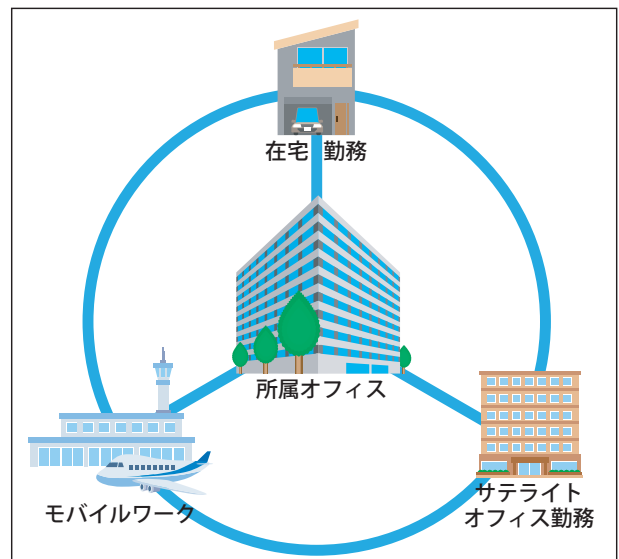 在宅 勤務
所属オフィス
モバイルワーク
サテライト
オフィス勤務